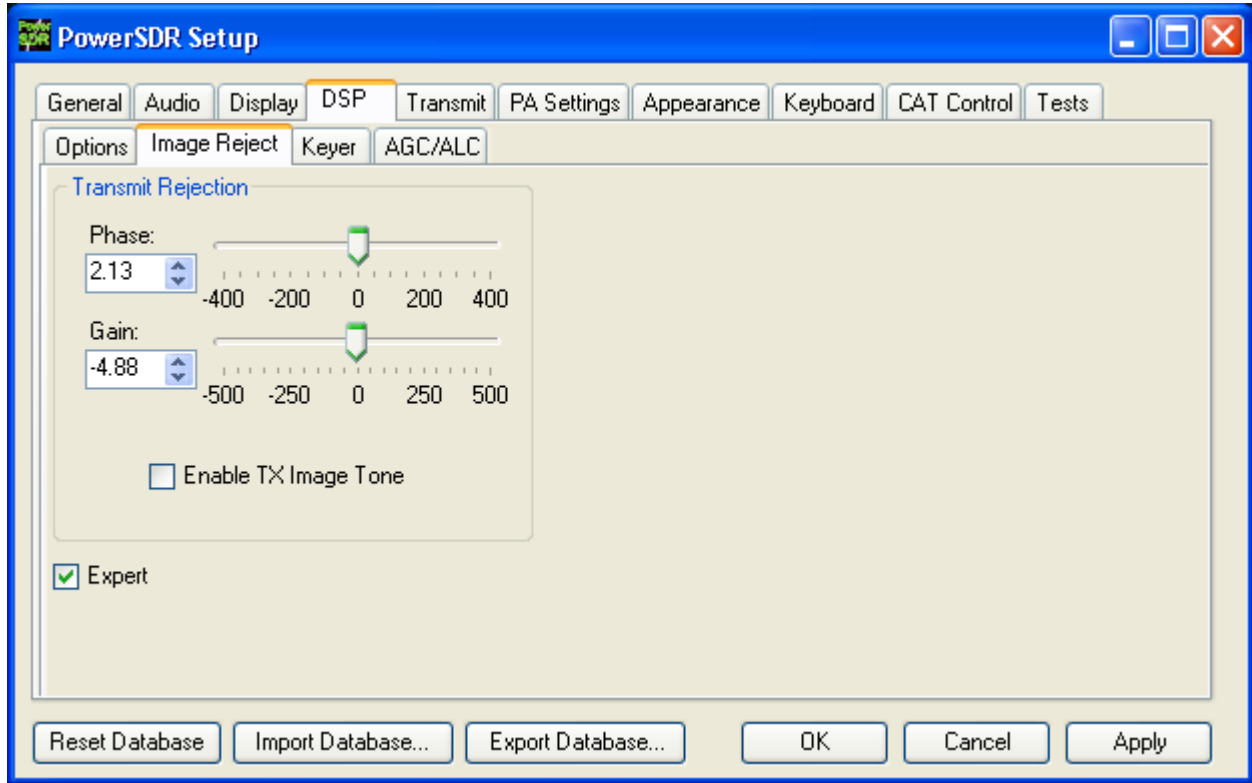 PowerSDR Setup
General Audio Display DSP Transmit PA Settings Appearance Keyboard CAT Control Tests
Options Image Reject Keyer AGC/ALC
Transmit Rejection
Phase:
2.13
-400 -200 0 200 400
Gain:
-4.88
-500 -250 0 250 500
Enable TX Image Tone
Expert
Reset Database Import Database... Export Database... OK Cancel Apply